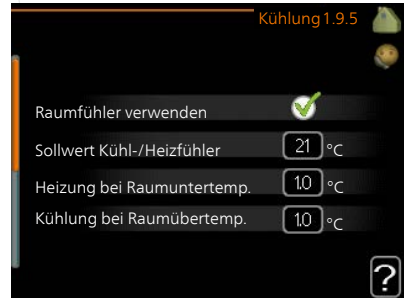 Kühlung 1.9.5
Raumfühler verwenden
Sollwert Kühl-/Heizfühler 21 °C
Heizung bei Raumuntertemp. 1.0 °C
Kühlung bei Raumübertemp. 1.0 °C
?